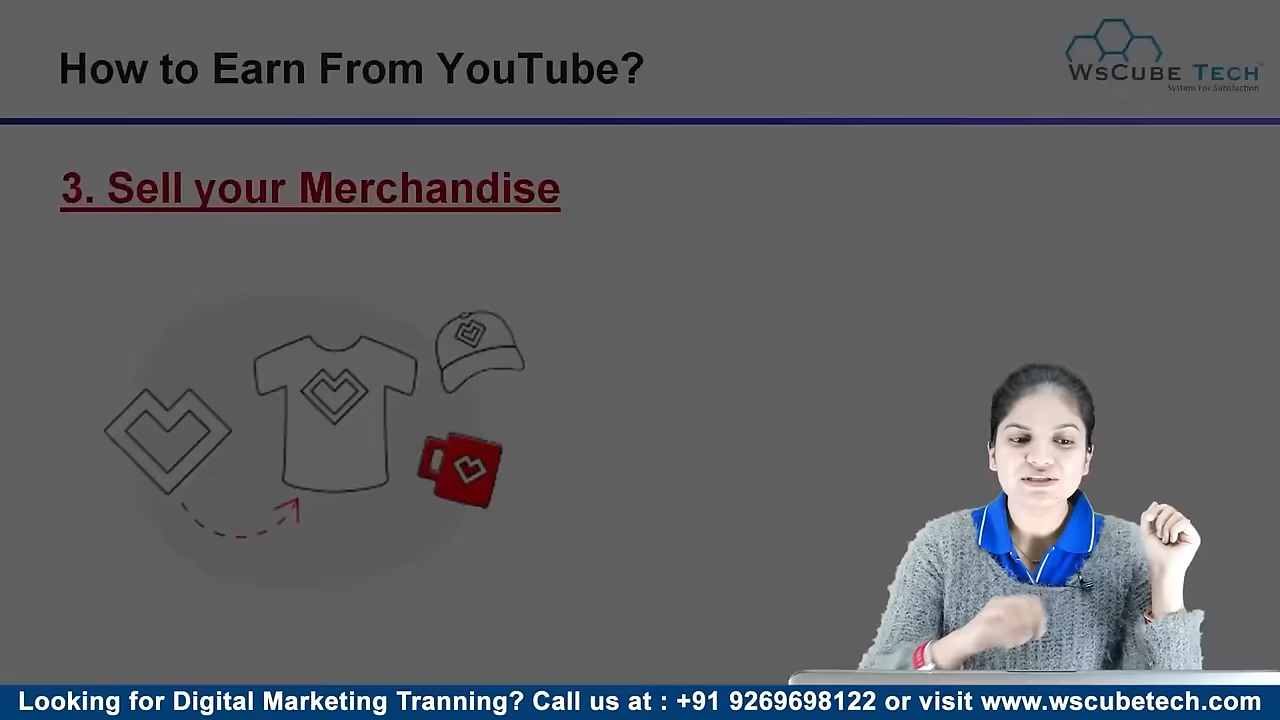 How to Earn From YouTube?
WSCUBE TECH
System For Satisfaction
3. Sell your Merchandise
Looking for Digital Marketing Tranning? Call us at : +91 9269698122 or visit www.wscubetech.com